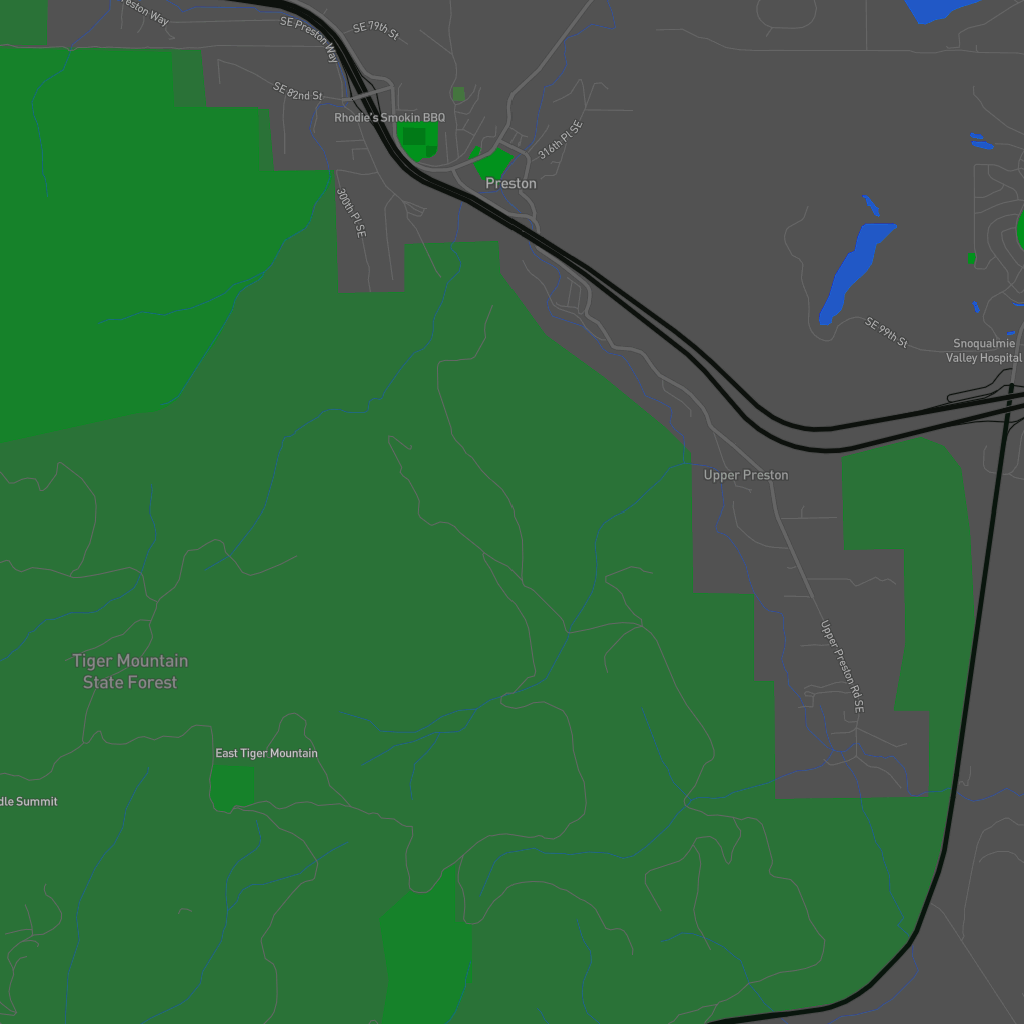 Preston Way
SE Preston Way
SE 79th St
SE 82nd St
Rhodie's Smokin BBQ
316th Pl SE
Preston
300th Pl SE
SE 99th St
Snoqualmie
Valley Hospital
Upper Preston
Upper Preston Rd SE
Tiger Mountain
State Forest
East Tiger Mountain
dle Summit